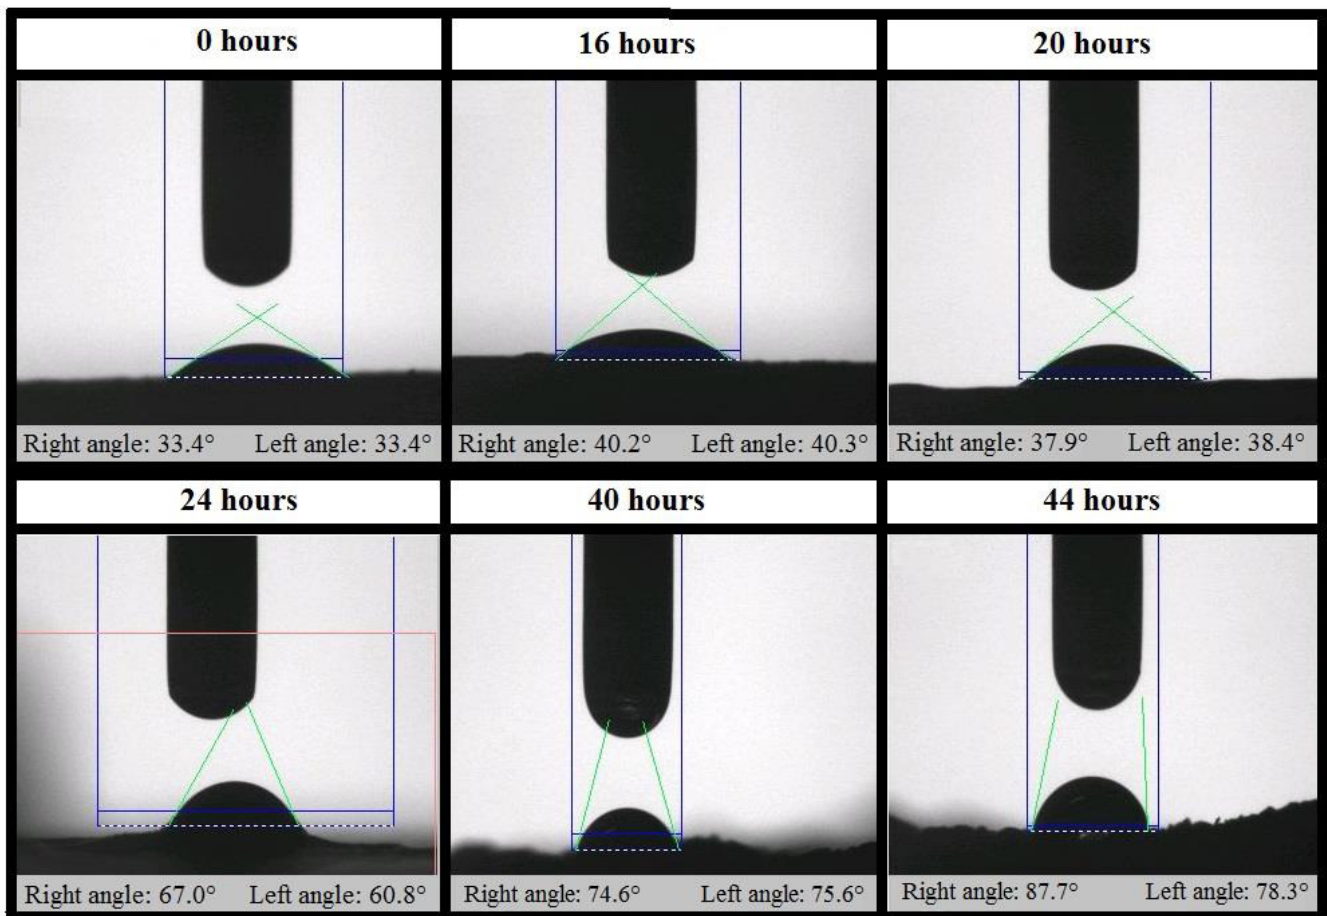 0 hours
16 hours
20 hours
Right angle: 33.4° Left angle: 33.4°
Right angle: 40.2° Left angle: 40.3°
Right angle: 37.9° Left angle: 38.4°
24 hours
40 hours
44 hours
Right angle: 67.0° Left angle: 60.8°
Right angle: 74.6° Left angle: 75.6°
Right angle: 87.7° Left angle: 78.3°